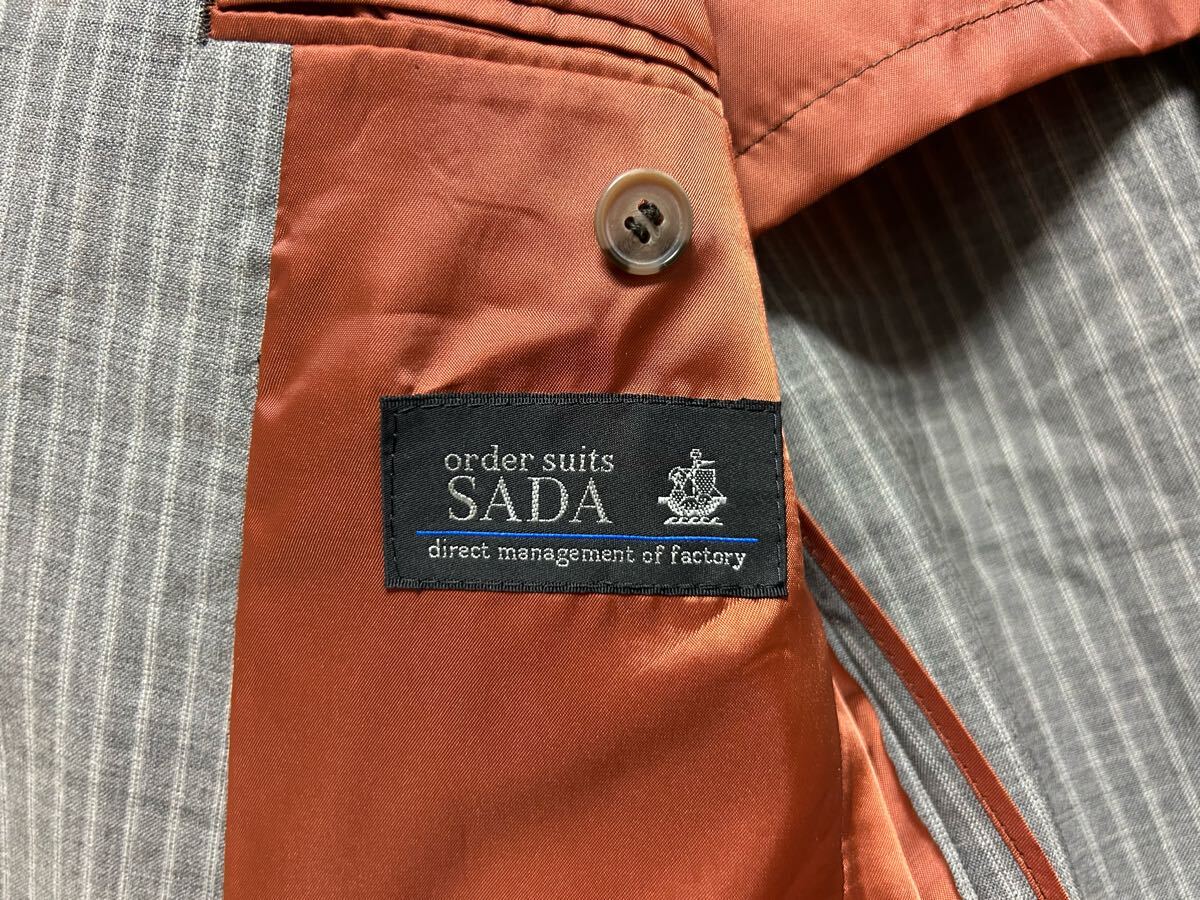 order suits
SADA
direct management of factory